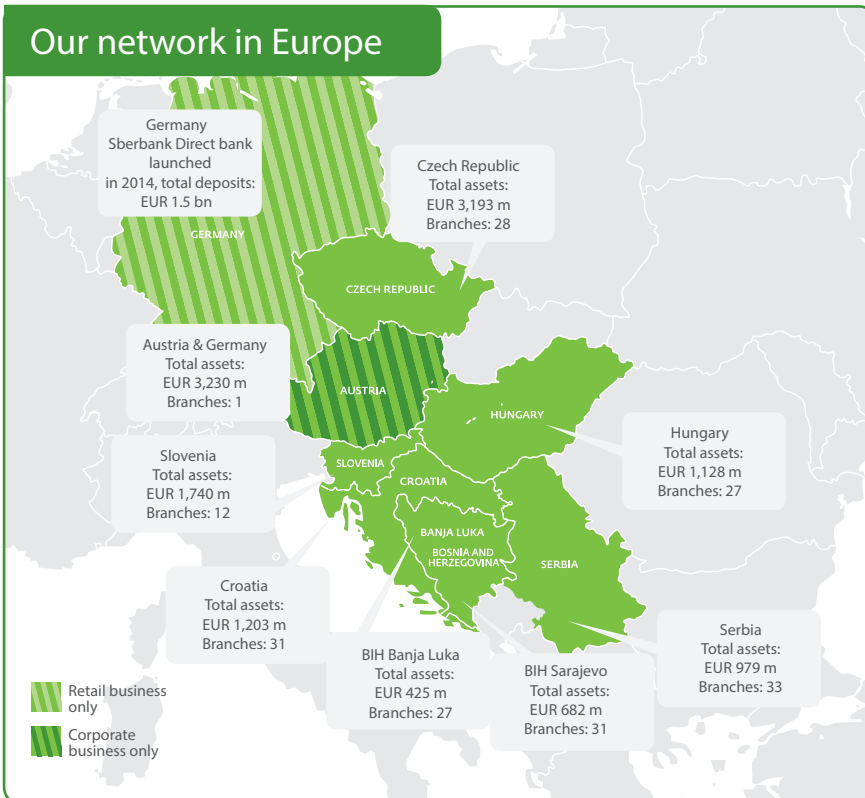 Our network in Europe
Germany
Sberbank Direct bank
launched
in 2014, total deposits:
EUR 1.5 bn
GERMANY
Czech Republic
Total assets:
EUR 3,193 m
Branches: 28
CZECH REPUBLIC
Austria & Germany
Total assets:
EUR 3,230 m
Branches: 1
AUSTRIA
HUNGARY
Hungary
Total assets:
EUR 1,128 m
Branches: 27
Slovenia
Total assets:
EUR 1,740 m
Branches: 12
SLOVENIA
CROATIA
BANJA LUKA
BOSNIA AND
HERZEGOVINA
SERBIA
Croatia
Total assets:
EUR 1,203 m
Branches: 31
BIH Banja Luka
Total assets:
EUR 425 m
Branches: 27
BIH Sarajevo
Total assets:
EUR 682 m
Branches: 31
Serbia
Total assets:
EUR 979 m
Branches: 33
Retail business
only
Corporate
business only